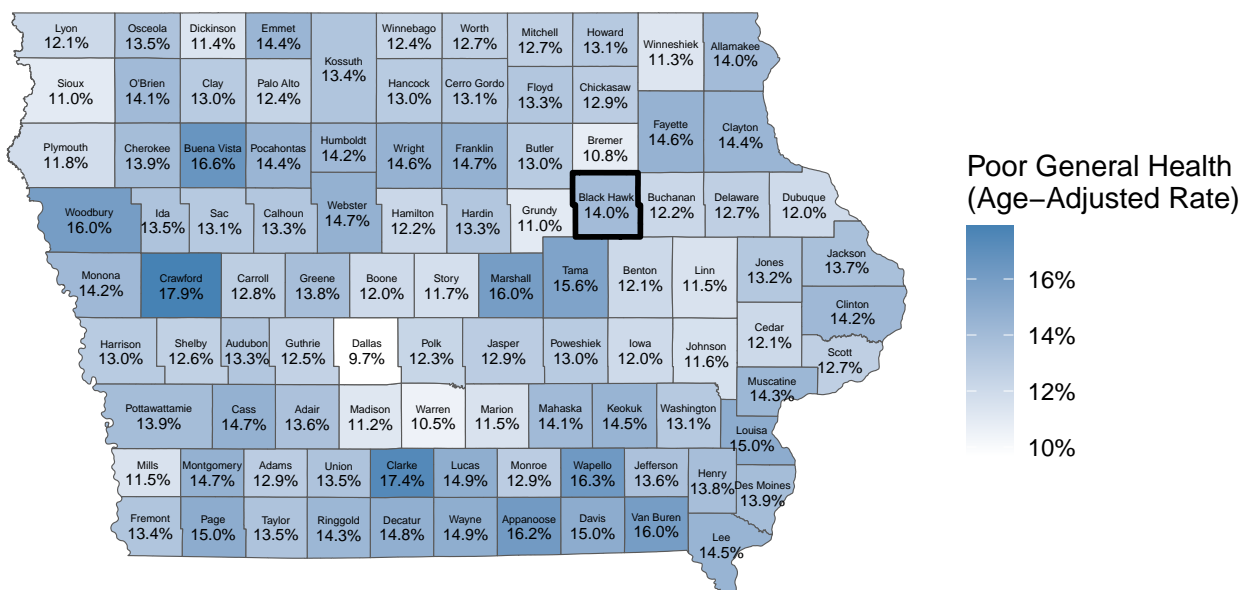 Lyon
12.1%
Osceola
13.5%
Dickinson
11.4%
Emmet
14.4%
Kossuth
13.4%
Winnebago
12.4%
Worth
12.7%
Mitchell
12.7%
Howard
13.1%
Winneshiek
11.3%
Allamakee
14.0%
Sioux
11.0%
O'Brien
14.1%
Clay
13.0%
Palo Alto
12.4%
Hancock
13.0%
Cerro Gordo
13.1%
Floyd
13.3%
Chickasaw
12.9%
Plymouth
11.8%
Cherokee
13.9%
Buena Vista
16.6%
Pocahontas
14.4%
Humboldt
14.2%
Wright
14.6%
Franklin
14.7%
Butler
13.0%
Bremer
10.8%
Fayette
14.6%
Clayton
14.4%
Woodbury
16.0%
Ida
13.5%
Sac
13.1%
Calhoun
13.3%
Webster
14.7%
Hamilton
12.2%
Hardin
13.3%
Grundy
11.0%
Black Hawk
14.0%
Buchanan
12.2%
Delaware
12.7%
Dubuque
12.0%
Monona
14.2%
Crawford
17.9%
Carroll
12.8%
Greene
13.8%
Boone
12.0%
Story
11.7%
Marshall
16.0%
Tama
15.6%
Benton
12.1%
Linn
11.5%
Jones
13.2%
Jackson
13.7%
Clinton
14.2%
Harrison
13.0%
Shelby
12.6%
Audubon
13.3%
Guthrie
12.5%
Dallas
9.7%
Polk
12.3%
Jasper
12.9%
Poweshiek
13.0%
Iowa
12.0%
Johnson
11.6%
Cedar
12.1%
Scott
12.7%
Muscatine
14.3%
Pottawattamie
13.9%
Cass
14.7%
Adair
13.6%
Madison
11.2%
Warren
10.5%
Marion
11.5%
Mahaska
14.1%
Keokuk
14.5%
Washington
13.1%
Louisa
15.0%
Mills
11.5%
Montgomery
14.7%
Adams
12.9%
Union
13.5%
Clarke
17.4%
Lucas
14.9%
Monroe
12.9%
Wapello
16.3%
Jefferson
13.6%
Henry
13.8%
Des Moines
13.9%
Fremont
13.4%
Page
15.0%
Taylor
13.5%
Ringgold
14.3%
Decatur
14.8%
Wayne
14.9%
Appanoose
16.2%
Davis
15.0%
Van Buren
16.0%
Lee
14.5%
Poor General Health
(Age−Adjusted Rate)
16%
14%
12%
10%